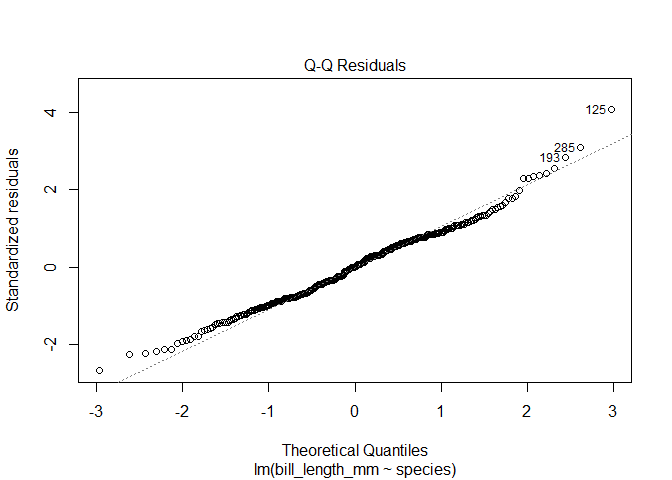 Q-Q Residuals
Standardized residuals
4
2
0
-2
125
285
193
-3 -2 -1 0 1 2 3
Theoretical Quantiles
lm(bill_length_mm ~ species)